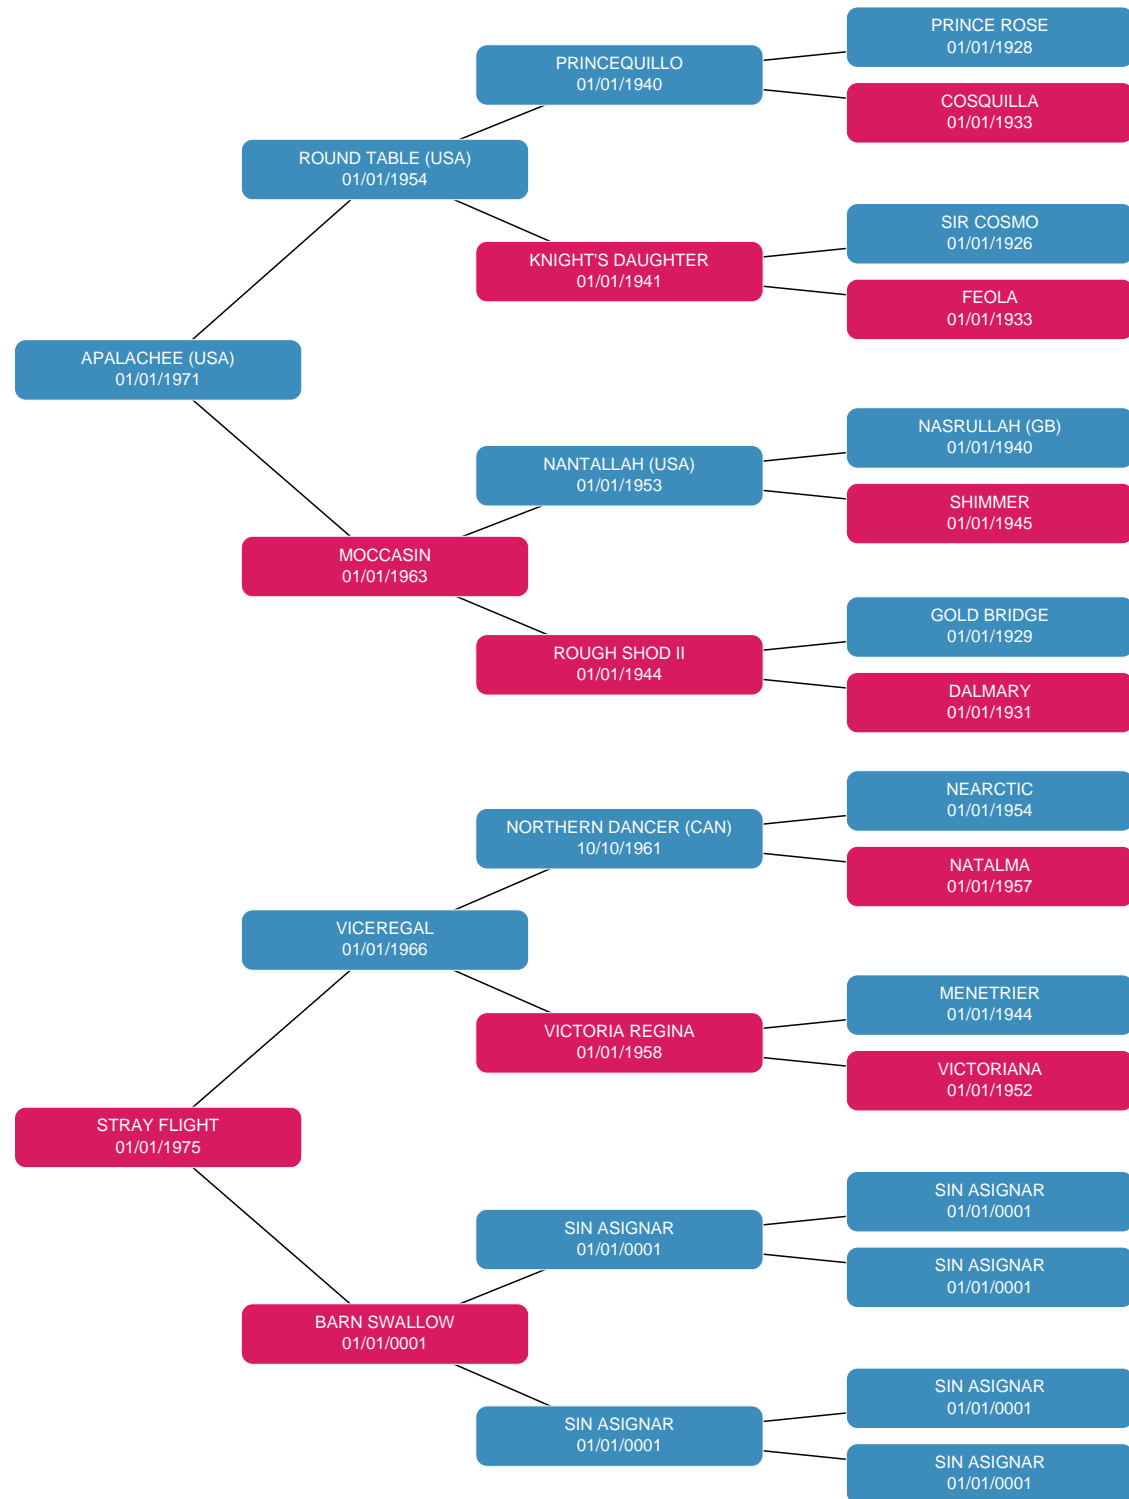 PRINCE ROSE
01/01/1928
PRINCEQUILLO
01/01/1940
COSQUILLA
01/01/1933
ROUND TABLE (USA)
01/01/1954
SIR COSMO
01/01/1926
KNIGHT'S DAUGHTER
01/01/1941
FEOLA
01/01/1933
APALACHEE (USA)
01/01/1971
NASRULLAH (GB)
01/01/1940
NANTALLAH (USA)
01/01/1953
SHIMMER
01/01/1945
MOCCASIN
01/01/1963
GOLD BRIDGE
01/01/1929
ROUGH SHOD II
01/01/1944
DALMARY
01/01/1931
NEARCTIC
01/01/1954
NORTHERN DANCER (CAN)
10/10/1961
NATALMA
01/01/1957
VICEREGAL
01/01/1966
MENETRIER
01/01/1944
VICTORIA REGINA
01/01/1958
VICTORIANA
01/01/1952
STRAY FLIGHT
01/01/1975
SIN ASIGNAR
01/01/0001
SIN ASIGNAR
01/01/0001
SIN ASIGNAR
01/01/0001
BARN SWALLOW
01/01/0001
SIN ASIGNAR
01/01/0001
SIN ASIGNAR
01/01/0001
SIN ASIGNAR
01/01/0001